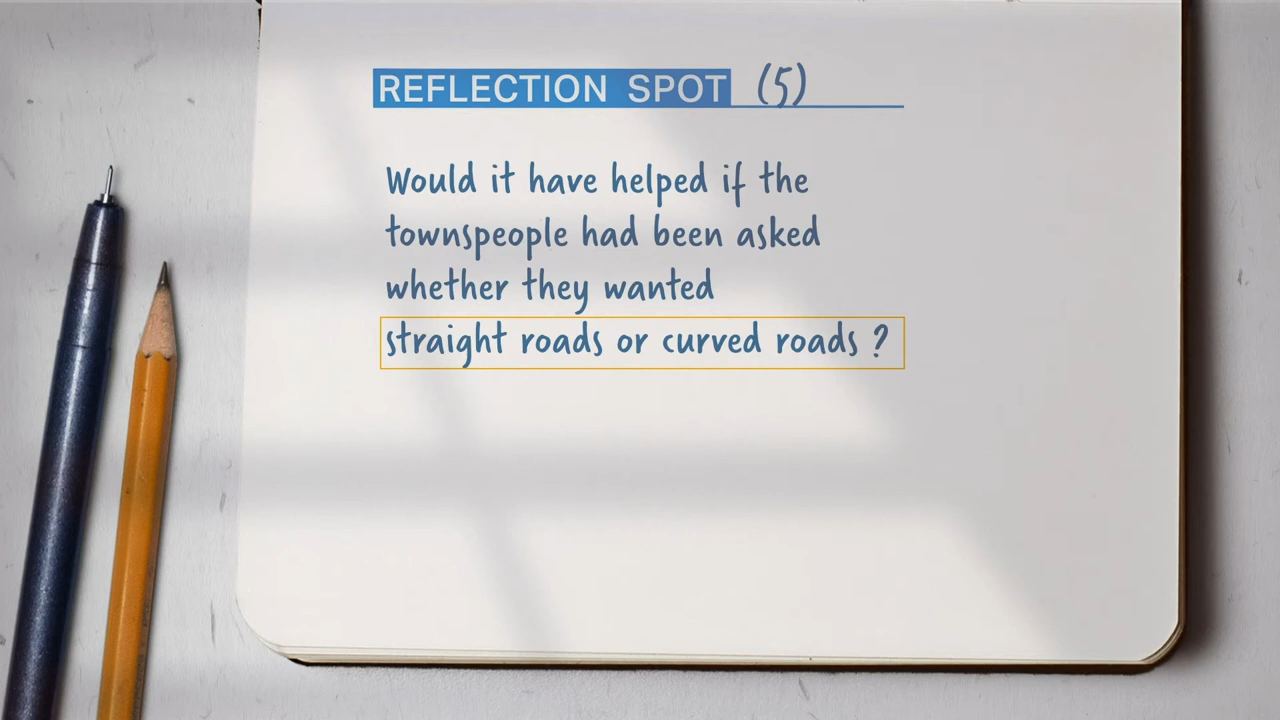 REFLECTION SPOT (5)
Would it have helped if the
townspeople had been asked
whether they wanted
straight roads or curved roads ?